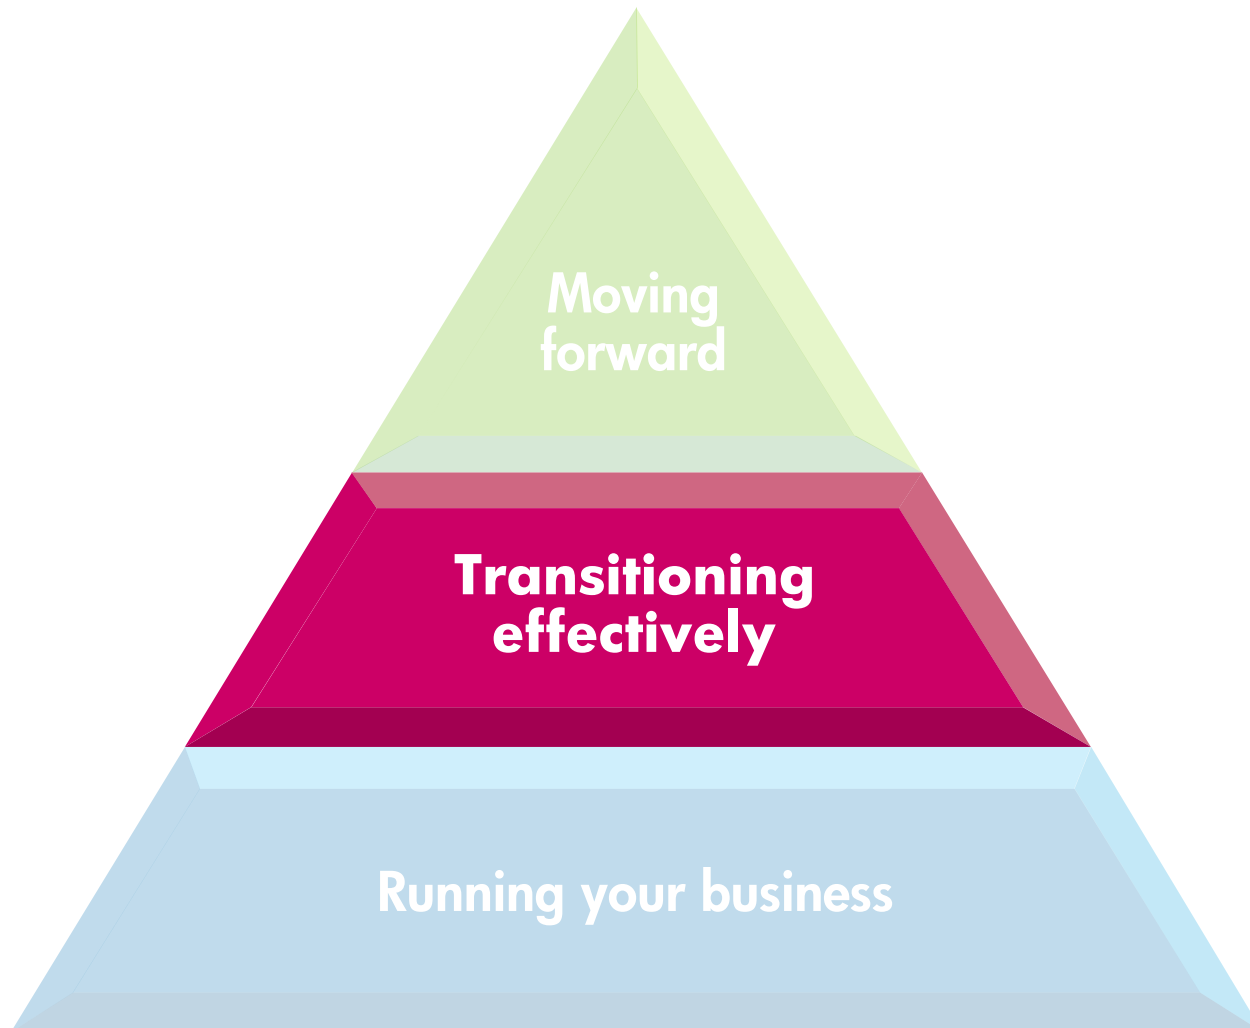 Moving
forward
Transitioning
effectively
Running your business